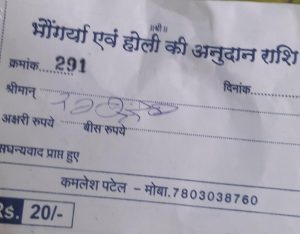 ॥श्री॥
भोंगर्या एवं होली की अनुदान राशि
क्रमांक.....291 दिनांक...........
श्रीमान्
अक्षरी रुपये बीस रुपये
सधन्यवाद प्राप्त हुए
कमलेश पटेल - मोबा.7803038760
Rs. 20/-